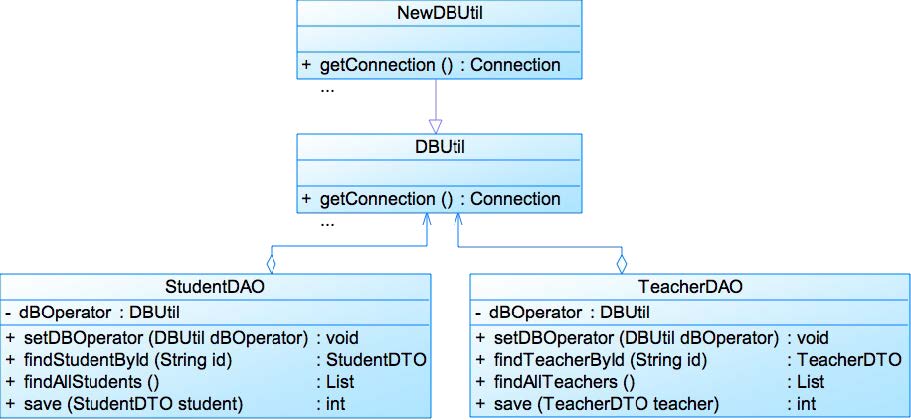 NewDBUtil
+ getConnection () : Connection
...
DBUtil
+ getConnection () : Connection
...
StudentDAO
- dBOperator : DBUtil
+ setDBOperator (DBUtil dBOperator) : void
+ findStudentById (String id) : StudentDTO
+ findAllStudents () : List
+ save (StudentDTO student) : int
TeacherDAO
- dBOperator : DBUtil
+ setDBOperator (DBUtil dBOperator) : void
+ findTeacherById (String id) : TeacherDTO
+ findAllTeachers () : List
+ save (TeacherDTO teacher) : int